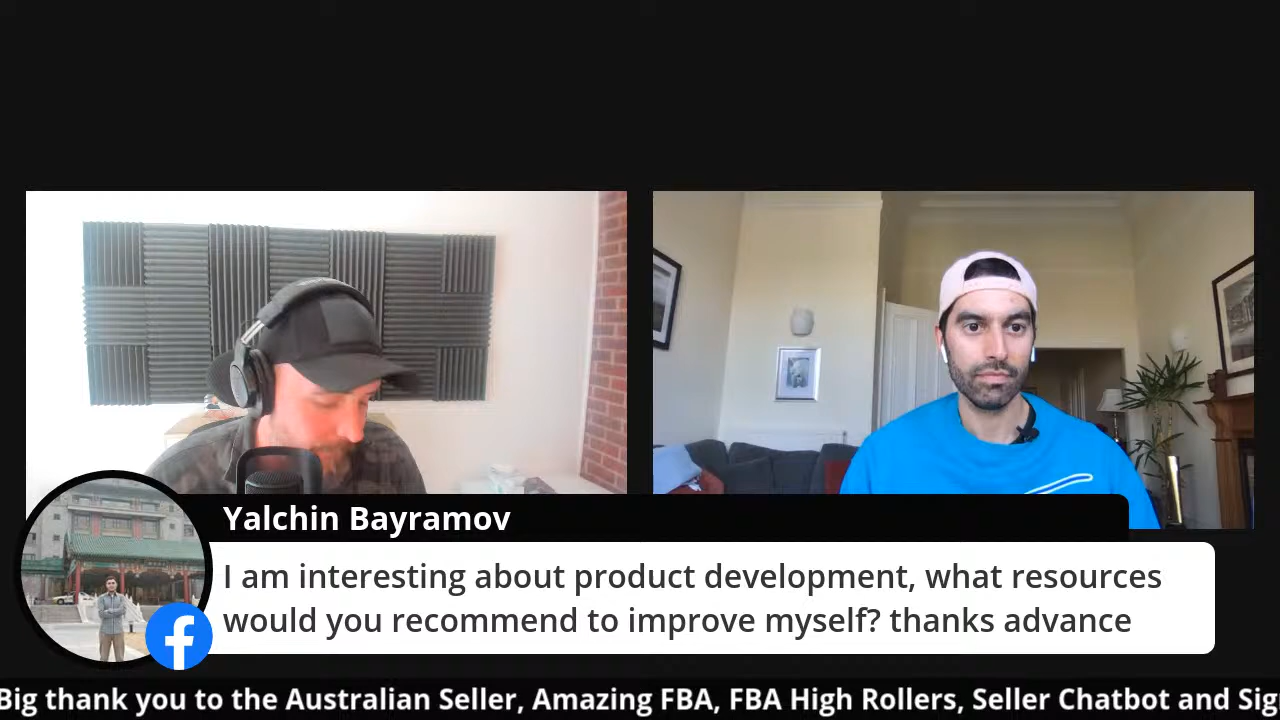 Yalchin Bayramov
I am interesting about product development, what resources
would you recommend to improve myself? thanks advance
Big thank you to the Australian Seller, Amazing FBA, FBA High Rollers, Seller Chatbot and Sig